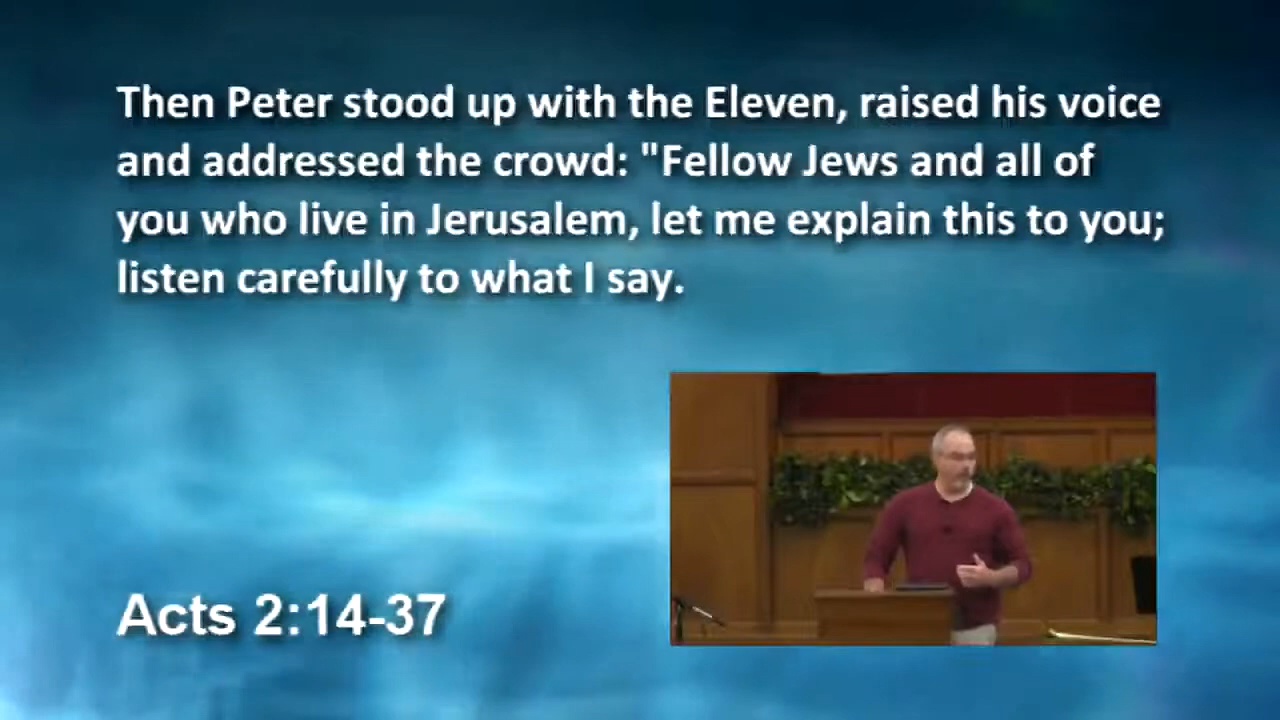 Then Peter stood up with the Eleven, raised his voice
and addressed the crowd: "Fellow Jews and all of
you who live in Jerusalem, let me explain this to you;
listen carefully to what I say.
Acts 2:14-37